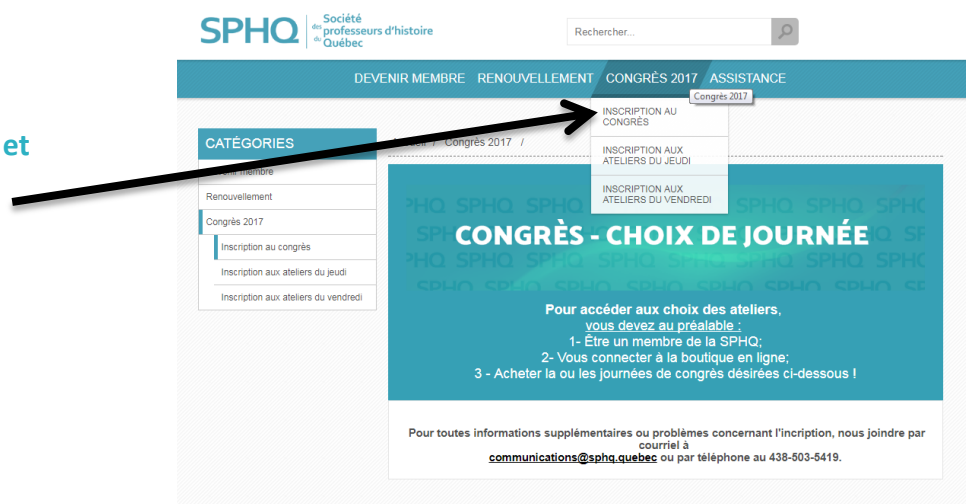 SPHQ
Société
des professeurs d'histoire
du Québec
Rechercher...
DEVENIR MEMBRE RENOUVELLEMENT CONGRÈS 2017 ASSISTANCE
Congrès 2017
INSCRIPTION AU
CONGRÈS
INSCRIPTION AUX
ATELIERS DU JEUDI
INSCRIPTION AUX
ATELIERS DU VENDREDI
et
CATÉGORIES
/ Congrès 2017 /
membre
Renouvellement
Congrès 2017
Inscription au congrès
Inscription aux ateliers du jeudi
Inscription aux ateliers du vendredi
CONGRÈS - CHOIX DE JOURNÉE
Pour accéder aux choix des ateliers,
vous devez au préalable :
1- Être un membre de la SPHQ;
2- Vous connecter à la boutique en ligne;
3 - Acheter la ou les journées de congrès désirées ci-dessous !
Pour toutes informations supplémentaires ou problèmes concernant l'incription, nous joindre par
courriel à
communications@sphq.quebec ou par téléphone au 438-503-5419.